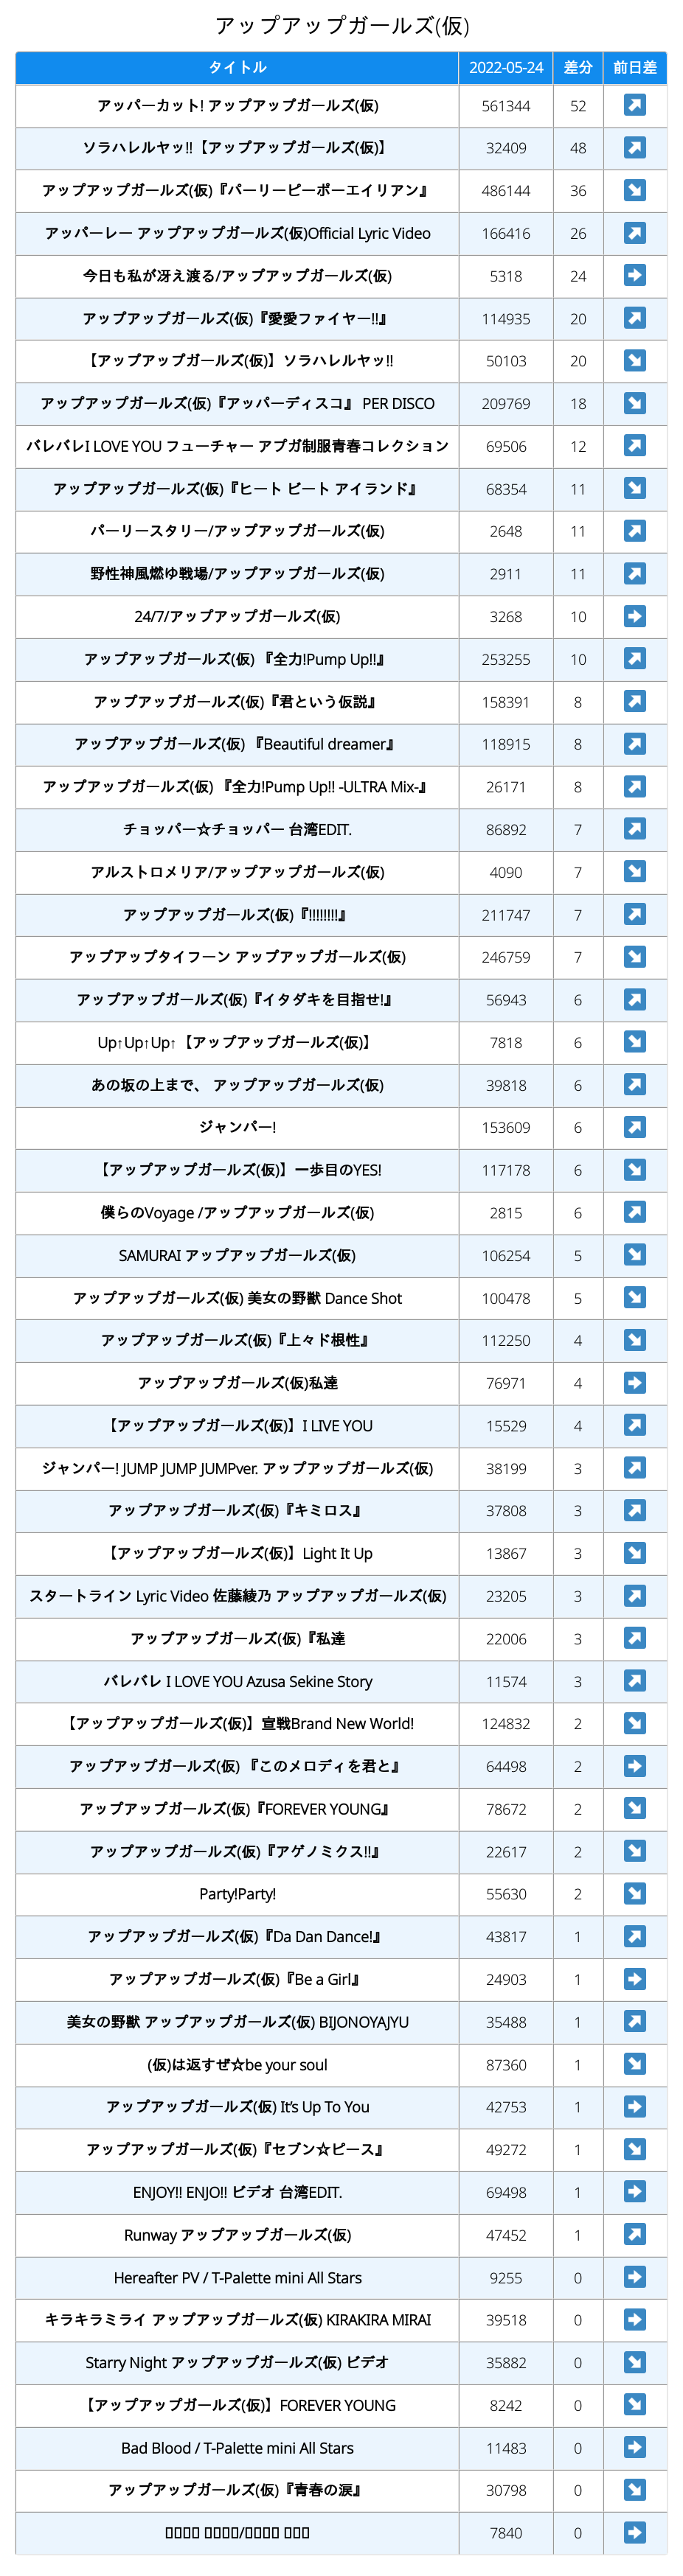 アップアップガールズ(仮)
タイトル 2022-05-24 差分 前日差
アッパーカット! アップアップガールズ(仮) 561344 52 ↗
ソラハレルヤッ!!【アップアップガールズ(仮)】 32409 48 ↗
アップアップガールズ(仮)『パーリーピーポーエイリアン』 486144 36 ↘
アッパーレー アップアップガールズ(仮)Official Lyric Video 166416 26 ↗
今日も私が冴え渡る/アップアップガールズ(仮) 5318 24 ➡
アップアップガールズ(仮)『愛愛ファイヤー!!』 114935 20 ↗
【アップアップガールズ(仮)】ソラハレルヤッ!! 50103 20 ↘
アップアップガールズ(仮)『アッパーディスコ』 PER DISCO 209769 18 ↘
バレバレI LOVE YOU フューチャー アプガ制服青春コレクション 69506 12 ↗
アップアップガールズ(仮)『ヒート ビート アイランド』 68354 11 ↘
パーリースタリー/アップアップガールズ(仮) 2648 11 ↗
野性神風燃ゆ戦場/アップアップガールズ(仮) 2911 11 ↗
24/7/アップアップガールズ(仮) 3268 10 ➡
アップアップガールズ(仮) 『全力!Pump Up!!』 253255 10 ↗
アップアップガールズ(仮)『君という仮説』 158391 8 ↗
アップアップガールズ(仮) 『Beautiful dreamer』 118915 8 ↗
アップアップガールズ(仮) 『全力!Pump Up!! -ULTRA Mix-』 26171 8 ↗
チョッパー☆チョッパー 台湾EDIT. 86892 7 ↗
アルストロメリア/アップアップガールズ(仮) 4090 7 ↘
アップアップガールズ(仮)『!!!!!!!!』 211747 7 ↗
アップアップタイフーン アップアップガールズ(仮) 246759 7 ↘
アップアップガールズ(仮)『イタダキを目指せ!』 56943 6 ↗
Up↑Up↑Up↑【アップアップガールズ(仮)】 7818 6 ↘
あの坂の上まで、 アップアップガールズ(仮) 39818 6 ↗
ジャンパー! 153609 6 ↗
【アップアップガールズ(仮)】一歩目のYES! 117178 6 ↘
僕らのVoyage /アップアップガールズ(仮) 2815 6 ↗
SAMURAI アップアップガールズ(仮) 106254 5 ↘
アップアップガールズ(仮) 美女の野獣 Dance Shot 100478 5 ↘
アップアップガールズ(仮)『上々ド根性』 112250 4 ↘
アップアップガールズ(仮)私達 76971 4 ➡
【アップアップガールズ(仮)】I LIVE YOU 15529 4 ↗
ジャンパー! JUMP JUMP JUMPver. アップアップガールズ(仮) 38199 3 ↗
アップアップガールズ(仮)『キミロス』 37808 3 ↗
【アップアップガールズ(仮)】Light It Up 13867 3 ↘
スタートライン Lyric Video 佐藤綾乃 アップアップガールズ(仮) 23205 3 ↗
アップアップガールズ(仮)『私達 22006 3 ↗
バレバレ I LOVE YOU Azusa Sekine Story 11574 3 ↗
【アップアップガールズ(仮)】宣戦Brand New World! 124832 2 ↘
アップアップガールズ(仮) 『このメロディを君と』 64498 2 ➡
アップアップガールズ(仮)『FOREVER YOUNG』 78672 2 ↘
アップアップガールズ(仮)『アゲノミクス!!』 22617 2 ↘
Party!Party! 55630 2 ↘
アップアップガールズ(仮)『Da Dan Dance!』 43817 1 ↗
アップアップガールズ(仮)『Be a Girl』 24903 1 ➡
美女の野獣 アップアップガールズ(仮) BIJONOYAJYU 35488 1 ↗
(仮)は返すぜ☆be your soul 87360 1 ↘
アップアップガールズ(仮) It's Up To You 42753 1 ➡
アップアップガールズ(仮)『セブン☆ピース』 49272 1 ↘
ENJOY!! ENJO!! ビデオ 台湾EDIT. 69498 1 ➡
Runway アップアップガールズ(仮) 47452 1 ↗
Hereafter PV / T-Palette mini All Stars 9255 0 ➡
キラキラミライ アップアップガールズ(仮) KIRAKIRA MIRAI 39518 0 ➡
Starry Night アップアップガールズ(仮) ビデオ 35882 0 ↘
【アップアップガールズ(仮)】FOREVER YOUNG 8242 0 ↘
Bad Blood / T-Palette mini All Stars 11483 0 ➡
アップアップガールズ(仮)『青春の涙』 30798 0 ↘
7840 0 ➡